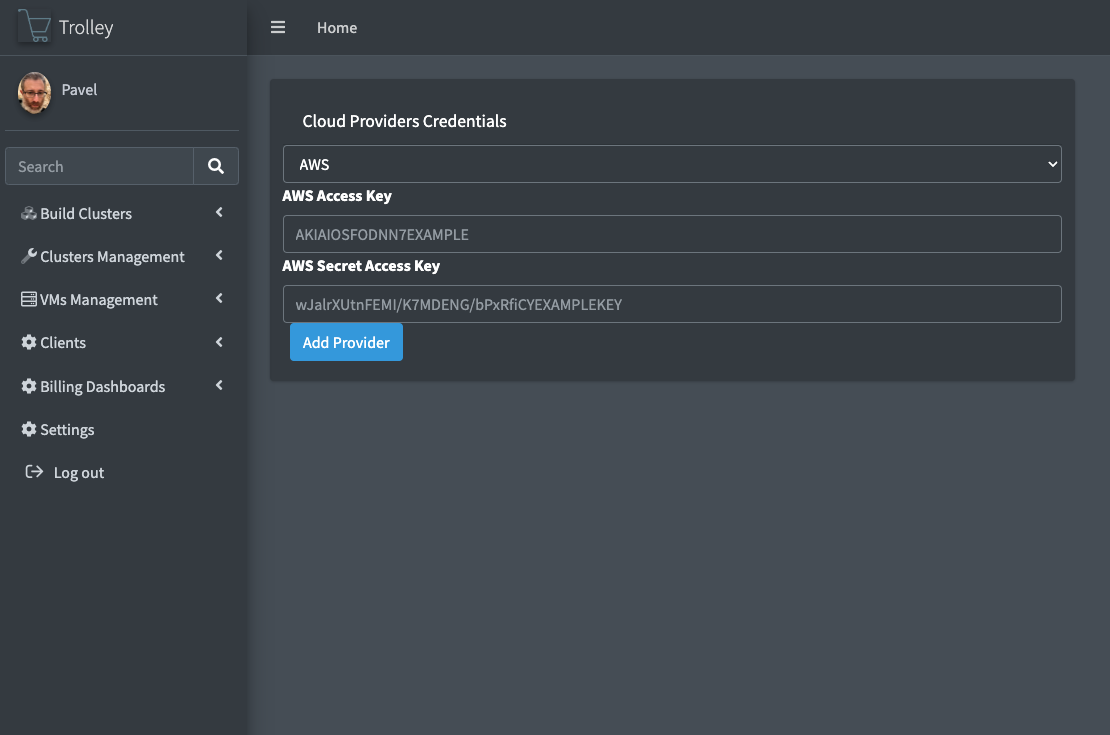 Trolley
Home
Pavel
Search
Build Clusters
Clusters Management
VMs Management
Clients
Billing Dashboards
Settings
Log out
Cloud Providers Credentials
AWS
AWS Access Key
AKIAIOSFODNN7EXAMPLE
AWS Secret Access Key
wJalrXUtnFEMI/K7MDENG/bPxRfiCYEXAMPLEKEY
Add Provider